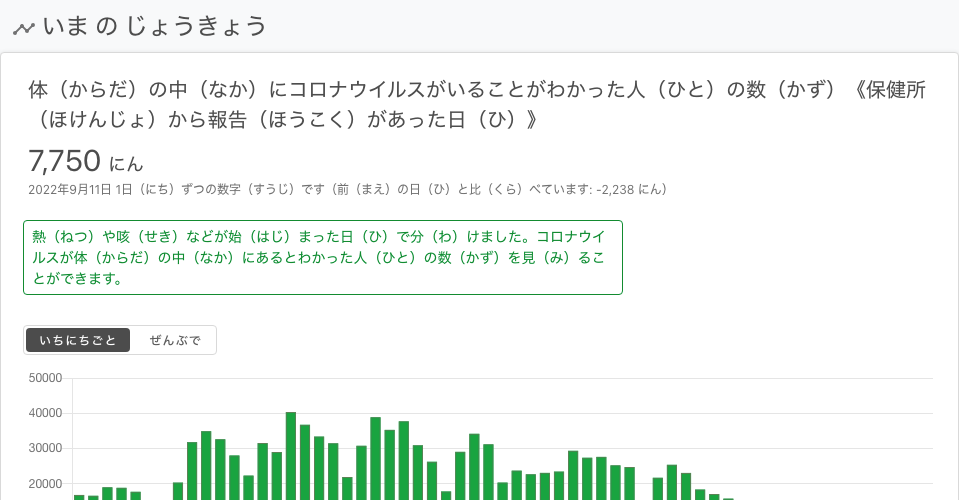 いま の じょうきょう
体（からだ）の中（なか）にコロナウイルスがいることがわかった人（ひと）の数（かず）《保健所
（ほけんじょ）から報告（ほうこく）があった日（ひ）》
7,750 にん
2022年9月11日 1日（にち）ずつの数字（すうじ）です（前（まえ）の日（ひ）と比（くら）べています: -2,238 にん）
熱（ねつ）や咳（せき）などが始（はじ）まった日（ひ）で分（わ）けました。コロナウイ
ルスが体（からだ）の中（なか）にあるとわかった人（ひと）の数（かず）を見（み）るこ
とができます。
いちにちごと ぜんぶで
50000
40000
30000
20000